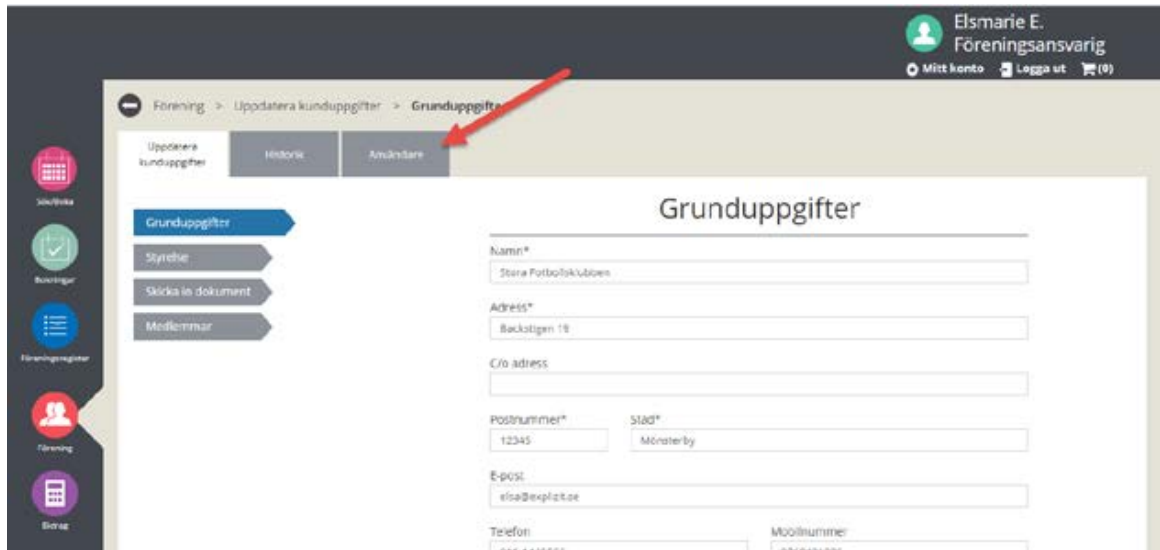 Elsmarie E.
Föreningsansvarig
Mitt konto Logga ut (0)
Förening > Uppdatera kunduppgifter > Grunduppgifter
Uppdatera
kunduppgifter
Historik
Användare
Grunduppgifter
Styrelse
Skicka in dokument
Medlemmar
Sök/Boka
Bokningar
Föreningsregister
Förening
Bidrag
Grunduppgifter
Namn*
Stora Fotbollsklubben
Adress*
Backstigen 19
C/o adress
Postnummer* Stad*
12345 Mönsterby
E-post
elsa@explizit.se
Telefon Mobilnummer